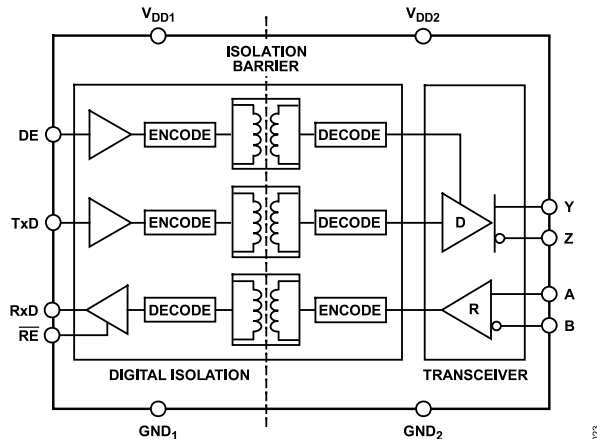 VDD1
VDD2
ISOLATION
BARRIER
DE
ENCODE
DECODE
TxD
ENCODE
DECODE
D
Y
Z
RxD
DECODE
ENCODE
R
A
B
RE
DIGITAL ISOLATION
TRANSCEIVER
GND1
GND2